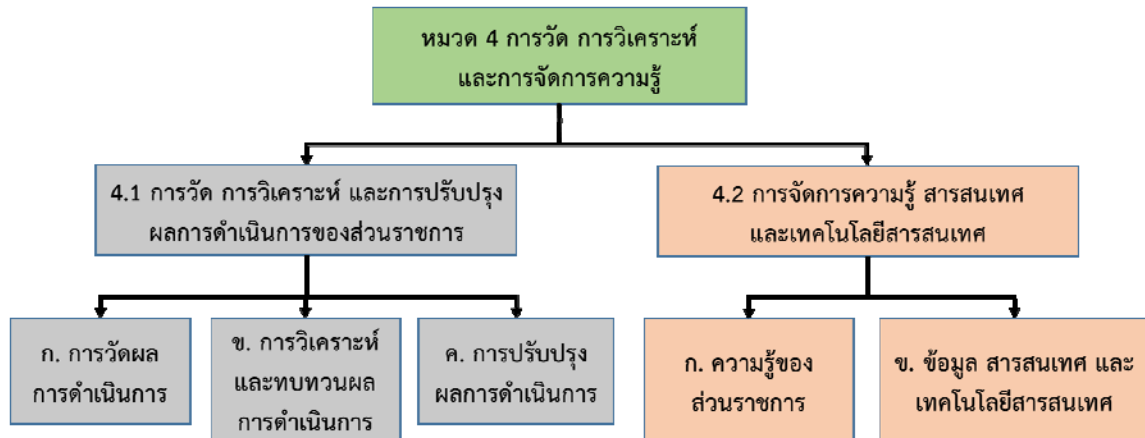 หมวด 4 การวัด การวิเคราะห์
และการจัดการความรู้
4.1 การวัด การวิเคราะห์ และการปรับปรุง
ผลการดำเนินการของส่วนราชการ
4.2 การจัดการความรู้ สารสนเทศ
และเทคโนโลยีสารสนเทศ
ก. การวัดผล
การดำเนินการ
ข. การวิเคราะห์
และทบทวนผล
การดำเนินการ
ค. การปรับปรุง
ผลการดำเนินการ
ก. ความรู้ของ
ส่วนราชการ
ข. ข้อมูล สารสนเทศ และ
เทคโนโลยีสารสนเทศ